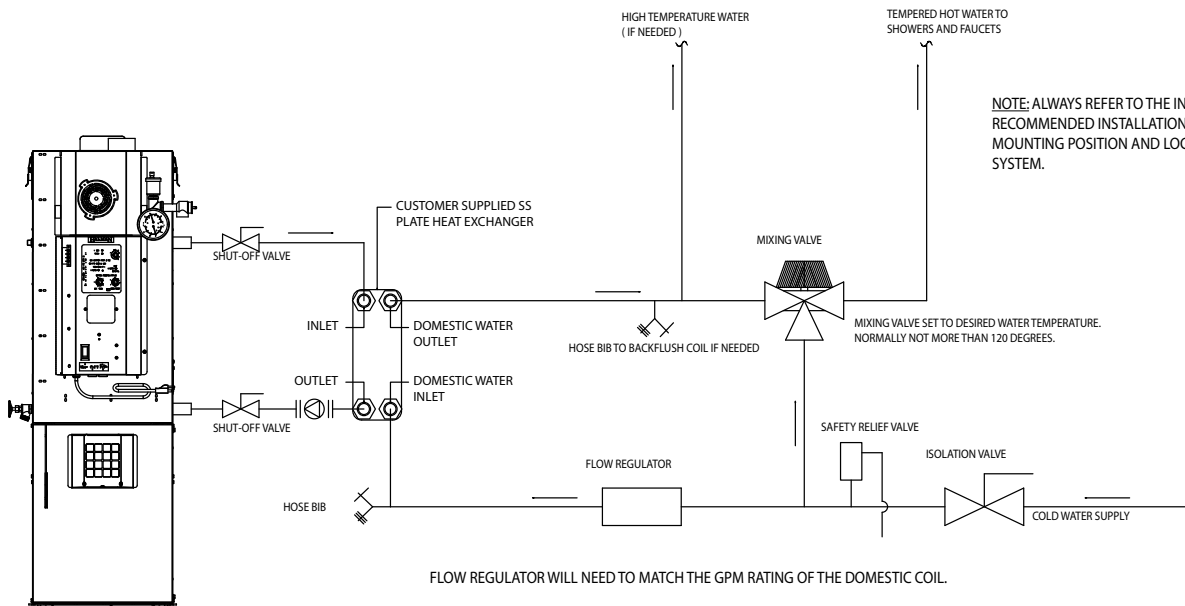 HIGH TEMPERATURE WATER
( IF NEEDED )
TEMPERED HOT WATER TO
SHOWERS AND FAUCETS
NOTE: ALWAYS REFER TO THE IN
RECOMMENDED INSTALLATION
MOUNTING POSITION AND LOC
SYSTEM.
CUSTOMER SUPPLIED SS
PLATE HEAT EXCHANGER
SHUT-OFF VALVE
MIXING VALVE
INLET
DOMESTIC WATER
OUTLET
HOSE BIB TO BACKFLUSH COIL IF NEEDED
MIXING VALVE SET TO DESIRED WATER TEMPERATURE.
NORMALLY NOT MORE THAN 120 DEGREES.
OUTLET
DOMESTIC WATER
INLET
SHUT-OFF VALVE
SAFETY RELIEF VALVE
FLOW REGULATOR
ISOLATION VALVE
HOSE BIB
COLD WATER SUPPLY
FLOW REGULATOR WILL NEED TO MATCH THE GPM RATING OF THE DOMESTIC COIL.